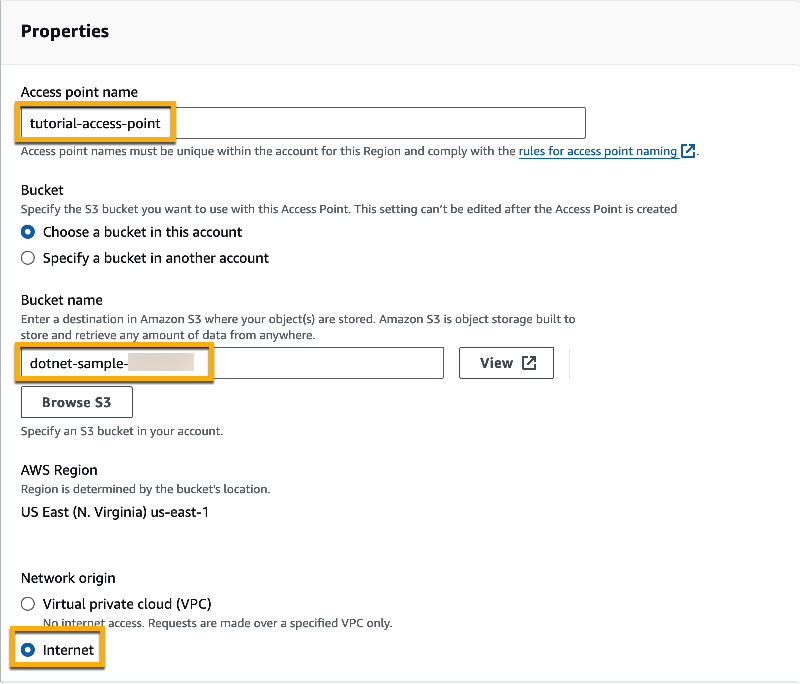 Properties
Access point name
tutorial-access-point
Access point names must be unique within the account for this Region and comply with the rules for access point naming.
Bucket
Specify the S3 bucket you want to use with this Access Point. This setting can't be edited after the Access Point is created
Choose a bucket in this account
Specify a bucket in another account
Bucket name
Enter a destination in Amazon S3 where your object(s) are stored. Amazon S3 is object storage built to
store and retrieve any amount of data from anywhere.
dotnet-sample-
View
Browse S3
Specify an S3 bucket in your account.
AWS Region
Region is determined by the bucket's location.
US East (N. Virginia) us-east-1
Network origin
Virtual private cloud (VPC)
No internet access. Requests are made over a specified VPC only.
Internet